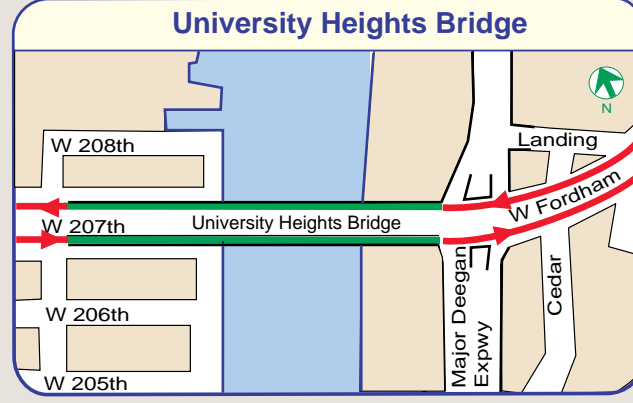 University Heights Bridge
N
W 208th
Landing
W Fordham
W 207th
University Heights Bridge
Cedar
Major Deegan
Expwy
W 206th
W 205th